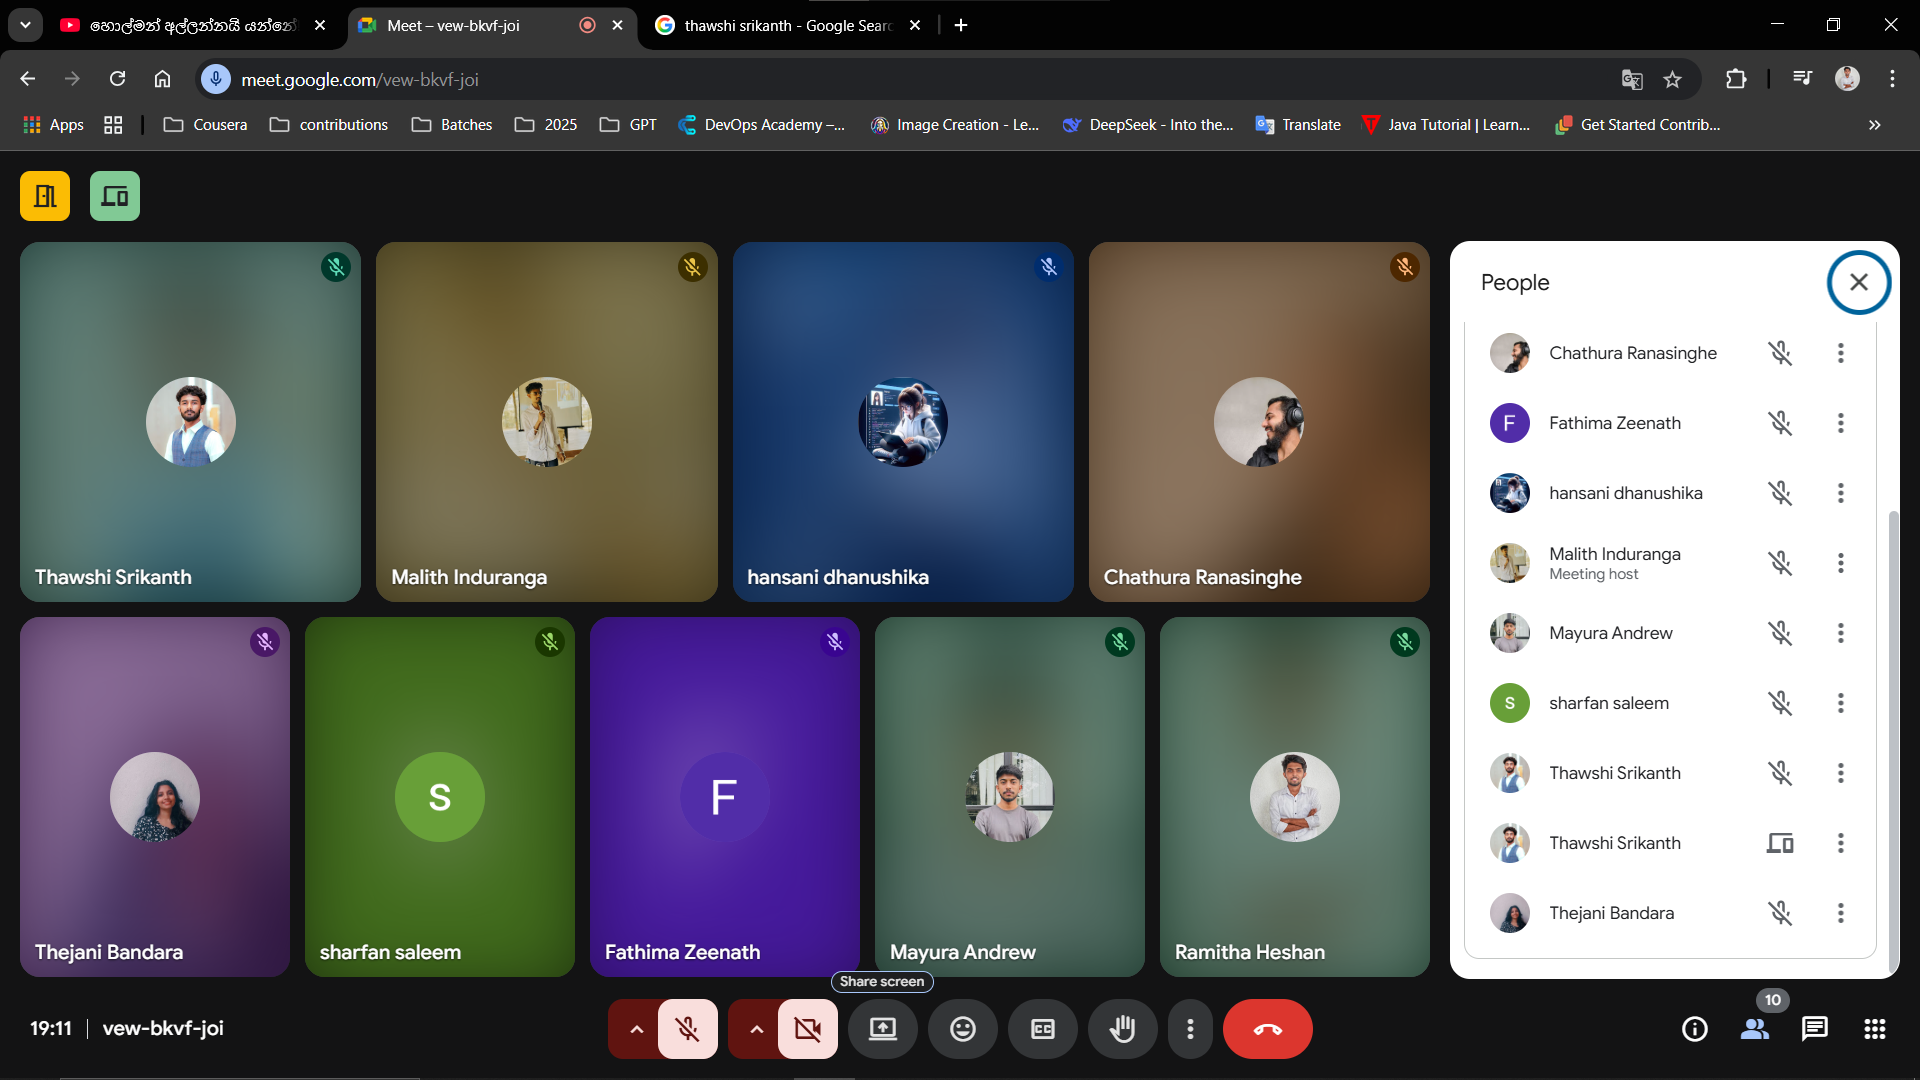 හොල්මන් අල්ලන්නයි යන්නේ
Meet – vew-bkvf-joi
thawshi srikanth - Google Searc
meet.google.com/vew-bkvf-joi
Apps
Cousera
contributions
Batches
2025
GPT
DevOps Academy –...
Image Creation - Le...
DeepSeek - Into the...
Translate
Java Tutorial | Learn...
Get Started Contrib...
Thawshi Srikanth
Malith Induranga
hansani dhanushika
Chathura Ranasinghe
Thejani Bandara
S
sharfan saleem
F
Fathima Zeenath
Mayura Andrew
Ramitha Heshan
People
Chathura Ranasinghe
F
Fathima Zeenath
hansani dhanushika
Malith Induranga
Meeting host
Mayura Andrew
S
sharfan saleem
Thawshi Srikanth
Thawshi Srikanth
Thejani Bandara
Share screen
19:11
vew-bkvf-joi
CC
10